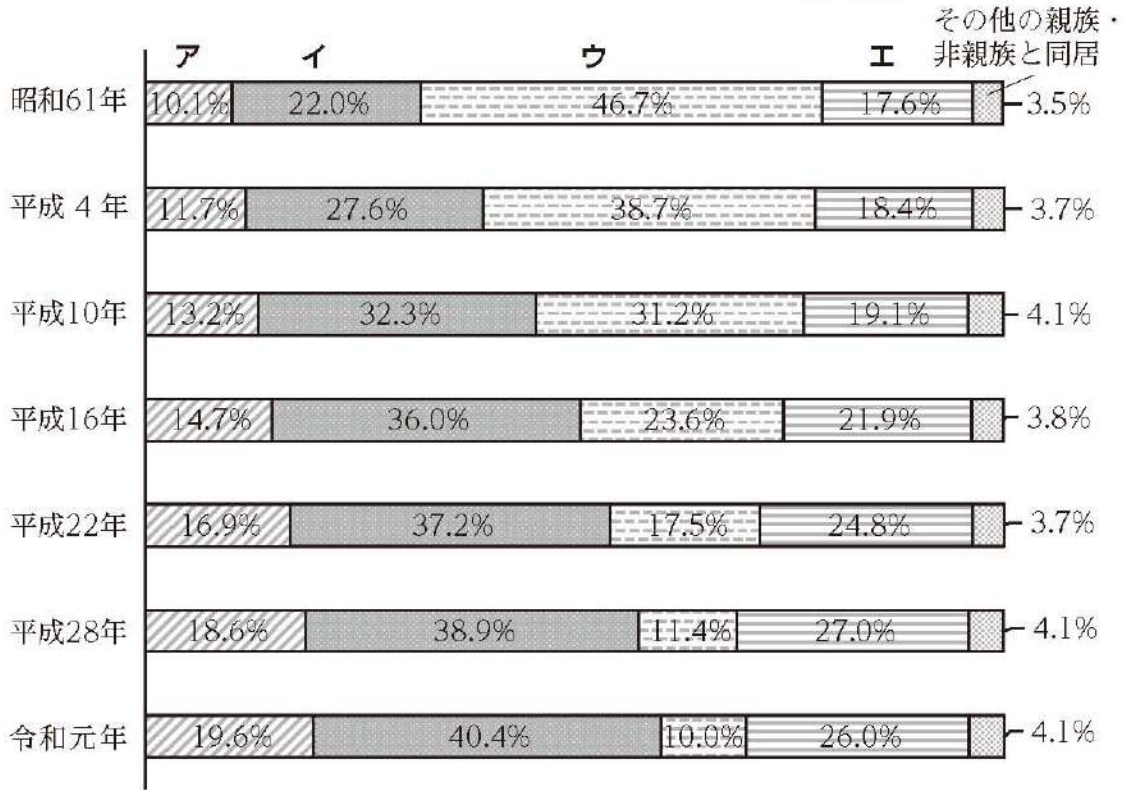 その他の親族・
非親族と同居
ア イ ウ エ
昭和61年 10.1% 22.0% 46.7% 17.6% 3.5%
平成4年 11.7% 27.6% 38.7% 18.4% 3.7%
平成10年 13.2% 32.3% 31.2% 19.1% 4.1%
平成16年 14.7% 36.0% 23.6% 21.9% 3.8%
平成22年 16.9% 37.2% 17.5% 24.8% 3.7%
平成28年 18.6% 38.9% 11.4% 27.0% 4.1%
令和元年 19.6% 40.4% 10.0% 26.0% 4.1%